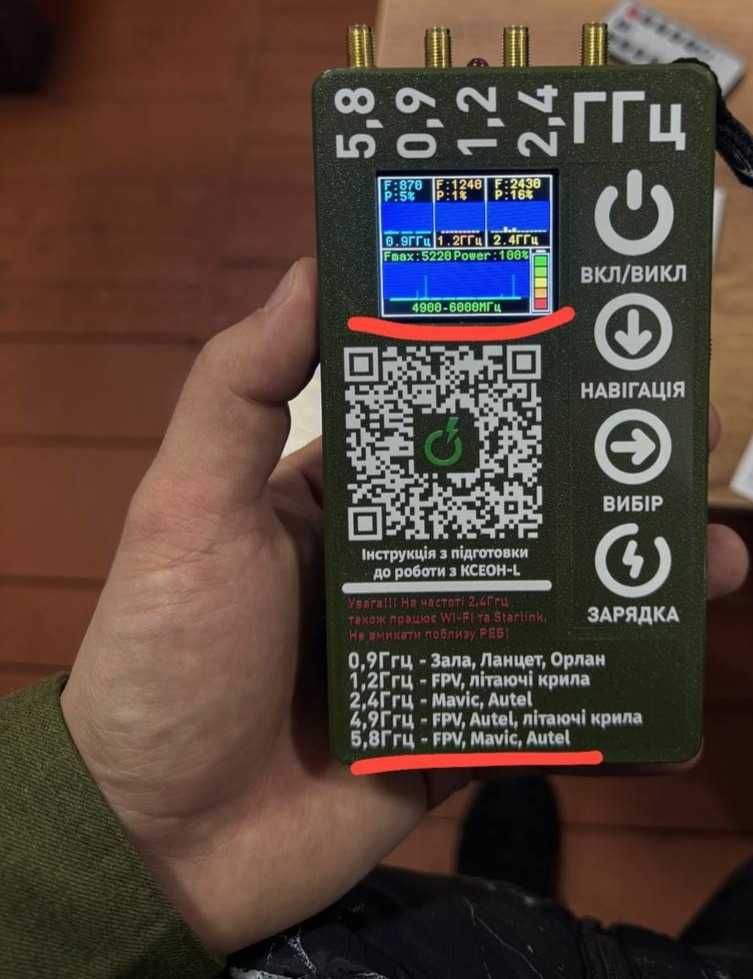 5,8
0,9
1,2
2,4
ГГц
F:870
P:5%
F:1240
P:1%
F:2430
P:16%
0.9ГГц
1.2ГГц
2.4ГГц
Fmax:5220 Power:100%
4900-6000МГц
ВКЛ/ВИКЛ
НАВІГАЦІЯ
ВИБІР
ЗАРЯДКА
Інструкція з підготовки
до роботи з КСЕОН-L
Увага!!! На частоті 2,4Ггц
також працює Wi-Fi та Starlink.
Не вмикати поблизу РЕБ!
0,9Ггц - Зала, Ланцет, Орлан
1,2Ггц - FPV, літаючі крила
2,4Ггц - Mavic, Autel
4,9Ггц - FPV, Autel, літаючі крила
5,8Ггц - FPV, Mavic, Autel